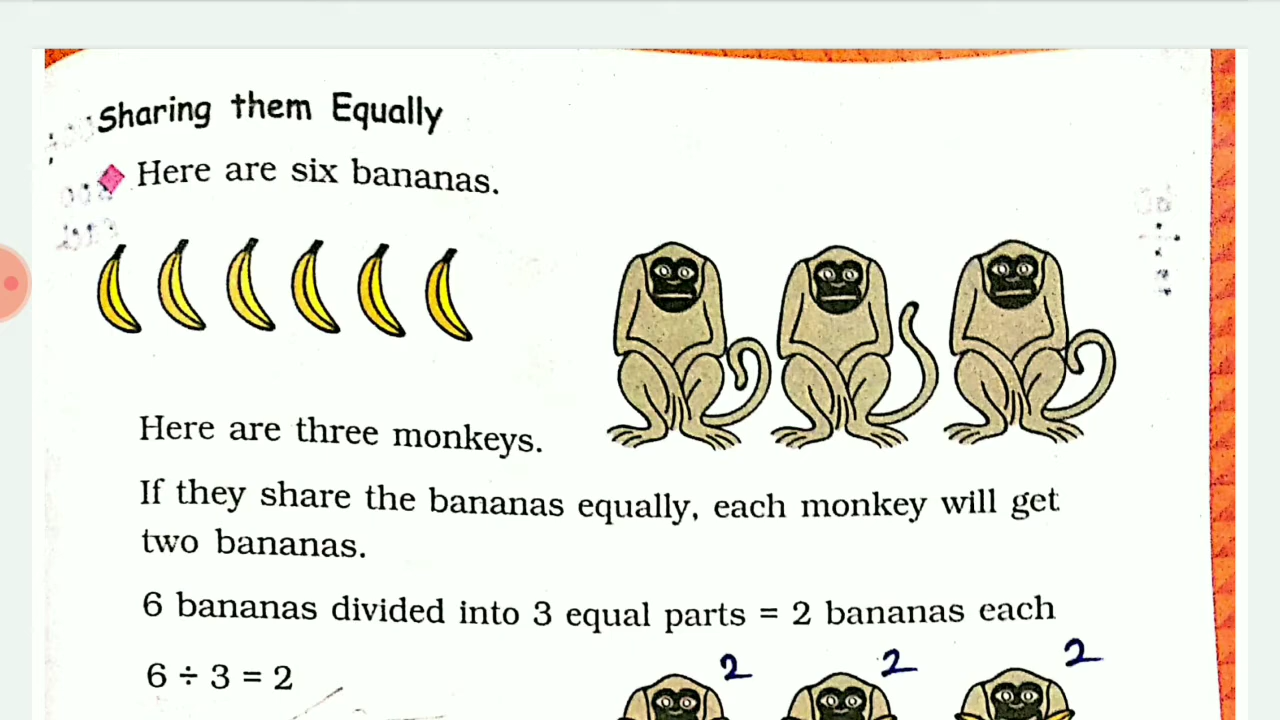 Sharing them Equally
Here are six bananas.
Here are three monkeys.
If they share the bananas equally, each monkey will get
two bananas.
6 bananas divided into 3 equal parts = 2 bananas each
6 ÷ 3 = 2
2 2 2